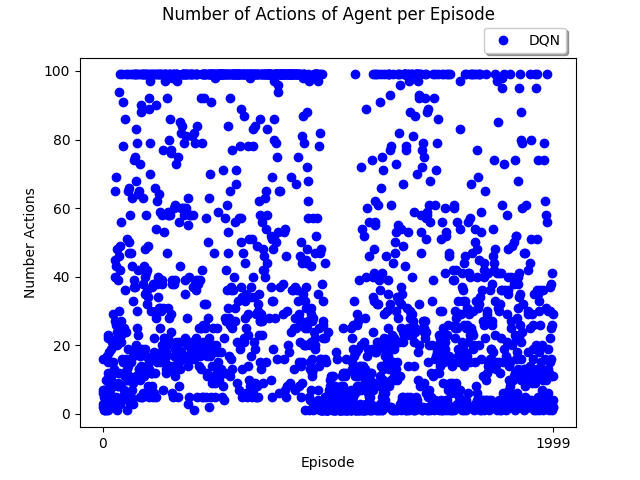 Number of Actions of Agent per Episode
DQN
100
80
60
40
20
0
Number Actions
0
1999
Episode